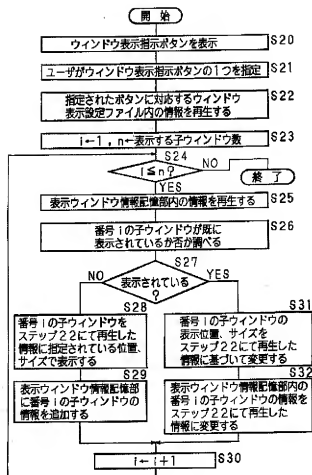 開始
ウィンドウ表示指示ボタンを表示
S20
ユーザがウィンドウ表示指示ボタンの1つを指定
S21
指定されたボタンに対応するウィンドウ
表示設定ファイル内の情報を再生する
S22
i←1,n←表示する子ウィンドウ数
S23
S24
i≦n?
NO
終了
YES
表示ウィンドウ情報記憶部内の情報を再生する
S25
番号iの子ウィンドウが既に
表示されているか否か調べる
S26
S27
NO
表示されている
?
YES
S28
番号iの子ウィンドウを
ステップ22にて再生した
情報に指定されている位置、
サイズで表示する
S29
表示ウィンドウ情報記憶部
に番号iの子ウィンドウの
情報を追加する
S31
番号iの子ウィンドウの
表示位置、サイズを
ステップ22にて再生した
情報に基づいて変更する
S32
表示ウィンドウ情報記憶部内の
番号iの子ウィンドウの情報を
ステップ22にて再生した
情報に変更する
i←i+1
S30